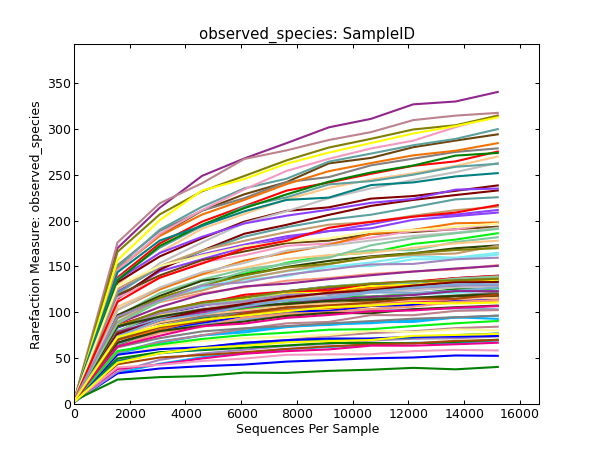 observed_species: SampleID
Rarefaction Measure: observed_species
350
300
250
200
150
100
50
0
0 2000 4000 6000 8000 10000 12000 14000 16000
Sequences Per Sample